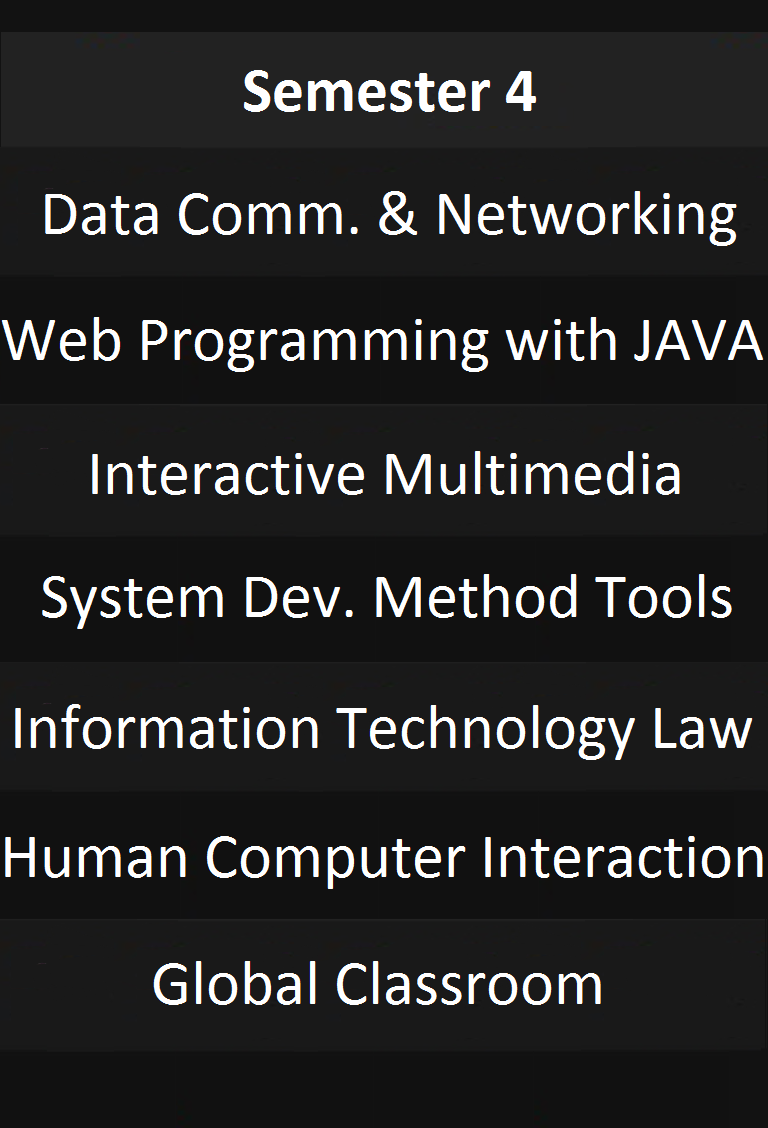 Semester 4
Data Comm. & Networking
Web Programming with JAVA
Interactive Multimedia
System Dev. Method Tools
Information Technology Law
Human Computer Interaction
Global Classroom